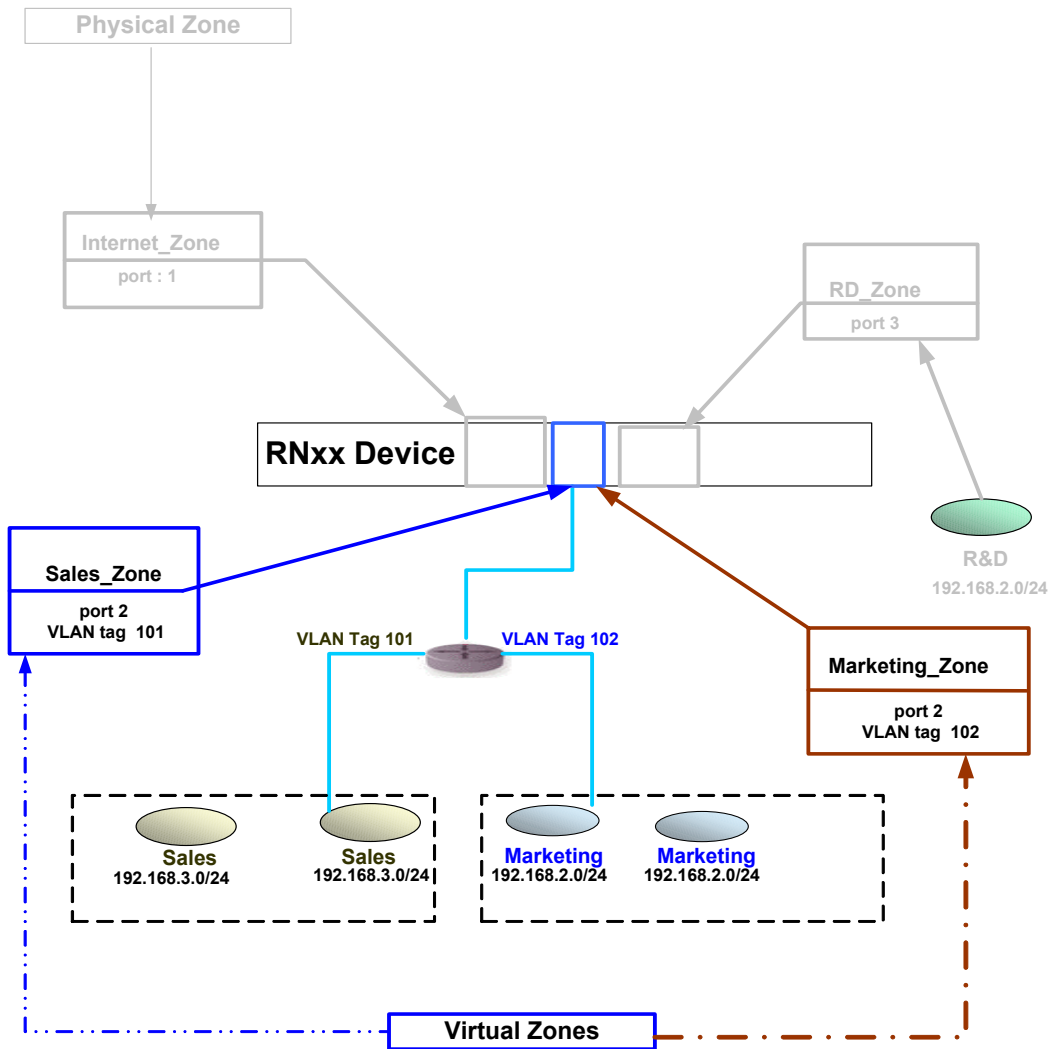 Physical Zone
Internet_Zone
port : 1
RD_Zone
port 3
RNxx Device
R&D
192.168.2.0/24
Sales_Zone
port 2
VLAN tag 101
VLAN Tag 101
VLAN Tag 102
Marketing_Zone
port 2
VLAN tag 102
Sales
192.168.3.0/24
Sales
192.168.3.0/24
Marketing
192.168.2.0/24
Marketing
192.168.2.0/24
Virtual Zones